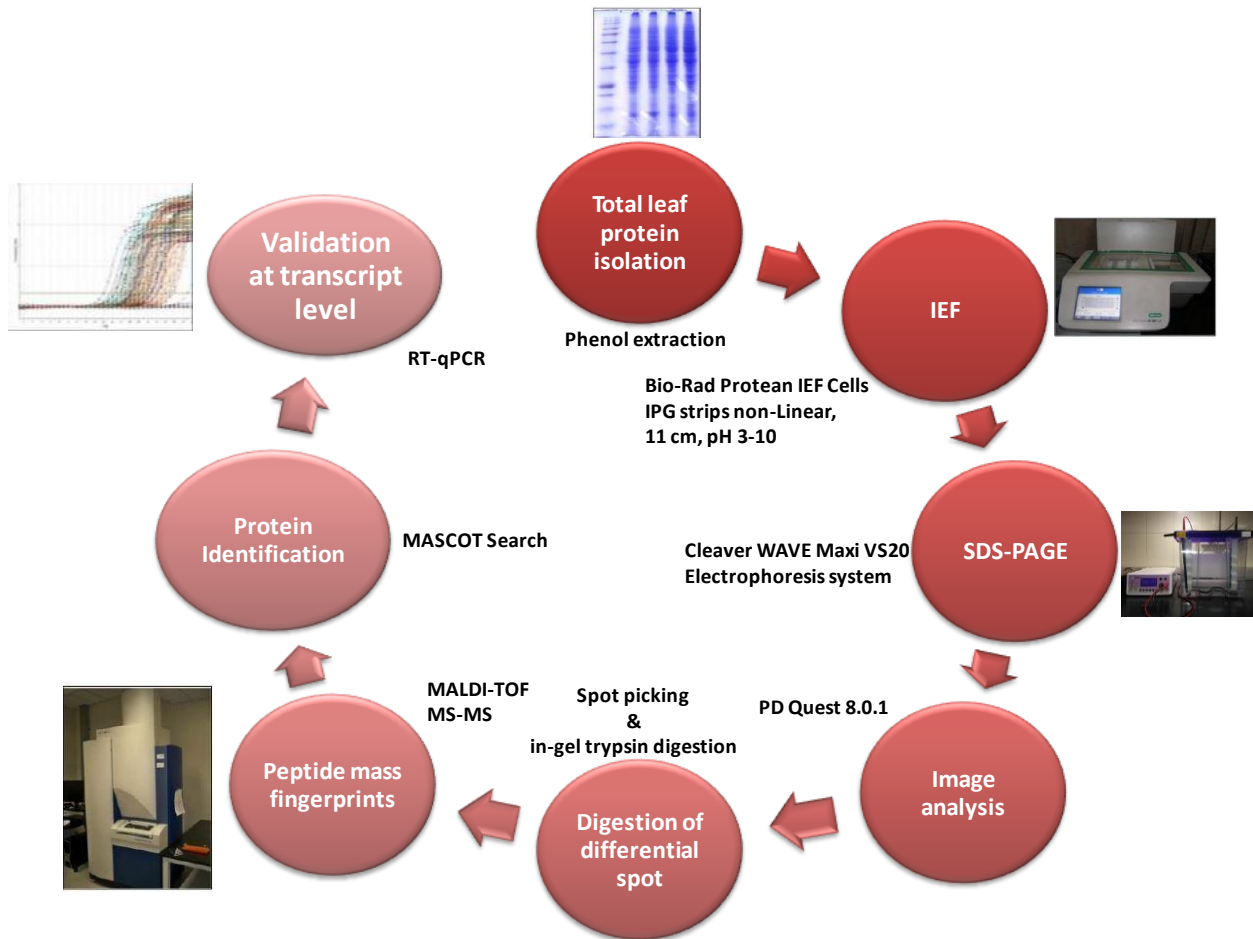 Total leaf
protein
isolation
Phenol extraction
IEF
Bio-Rad Protean IEF Cells
IPG strips non-Linear,
11 cm, pH 3-10
SDS-PAGE
Cleaver WAVE Maxi VS20
Electrophoresis system
Image
analysis
PD Quest 8.0.1
Digestion of
differential
spot
Spot picking
&
in-gel trypsin digestion
Peptide mass
fingerprints
MALDI-TOF
MS-MS
Protein
Identification
MASCOT Search
Validation
at transcript
level
RT-qPCR